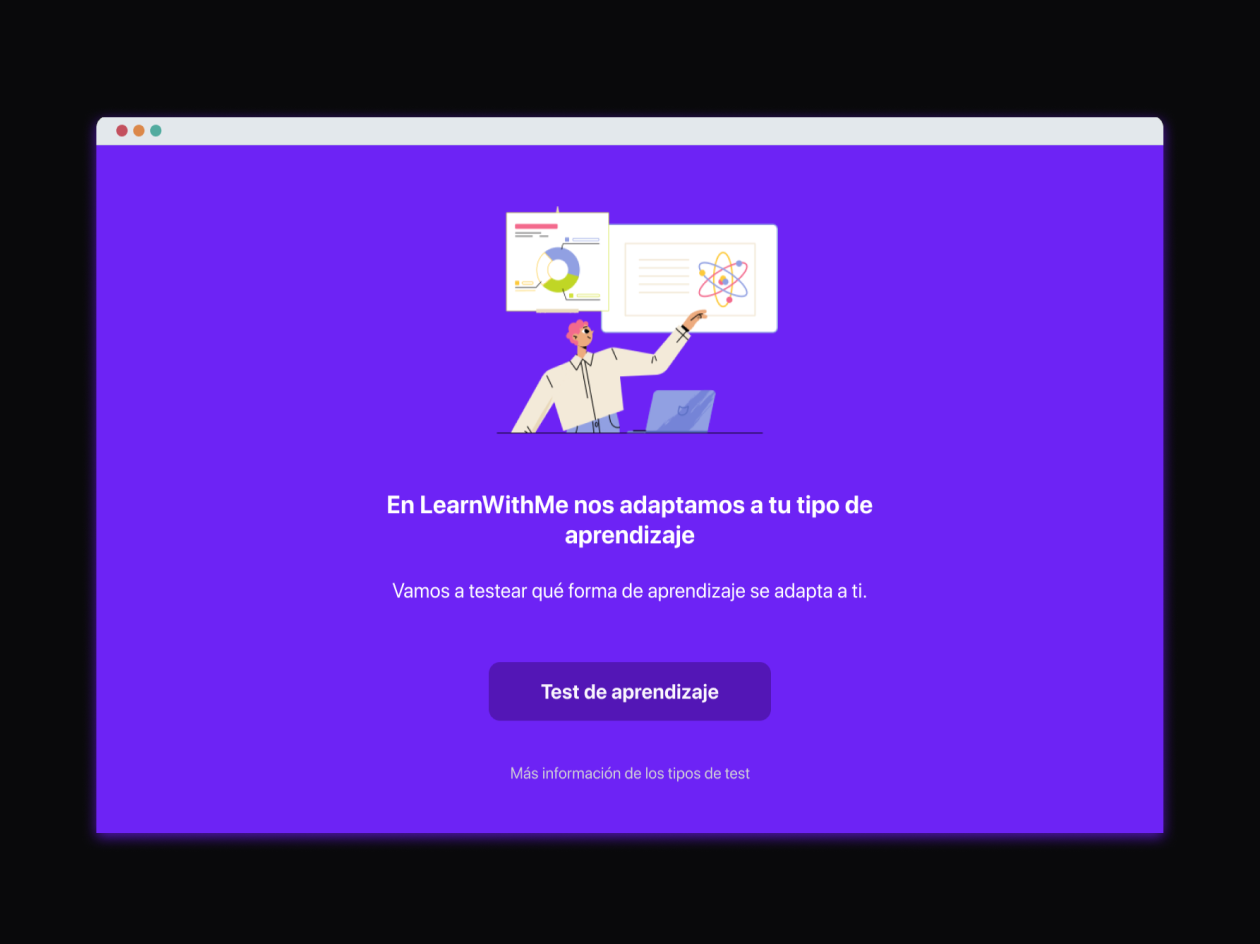 En LearnWithMe nos adaptamos a tu tipo de
aprendizaje
Vamos a testear qué forma de aprendizaje se adapta a ti.
Test de aprendizaje
Más información de los tipos de test